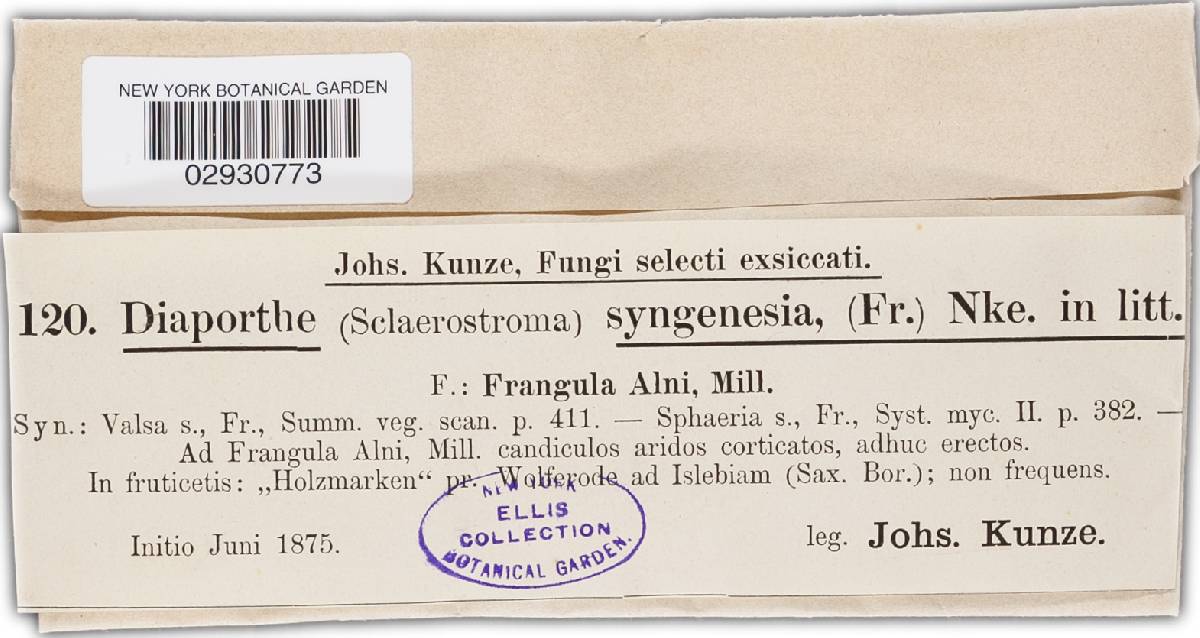 NEW YORK BOTANICAL GARDEN
02930773
Johs. Kunze, Fungi selecti exsiccati.
120. Diaporthe (Sclaerostroma) syngenesia, (Fr.) Nke. in litt.
F.: Frangula Alni, Mill.
Syn.: Valsa s., Fr., Summ. veg. scan. p. 411. — Sphaeria s., Fr., Syst. myc. II. p. 382. —
Ad Frangula Alni, Mill. candiculos aridos corticatos, adhuc erectos.
In fruticetis: „Holzmarken“ pr. Wolferode ad Islebiam (Sax. Bor.); non frequens.
Initio Juni 1875.
leg. Johs. Kunze.
NEW YORK
ELLIS
COLLECTION
BOTANICAL GARDEN.